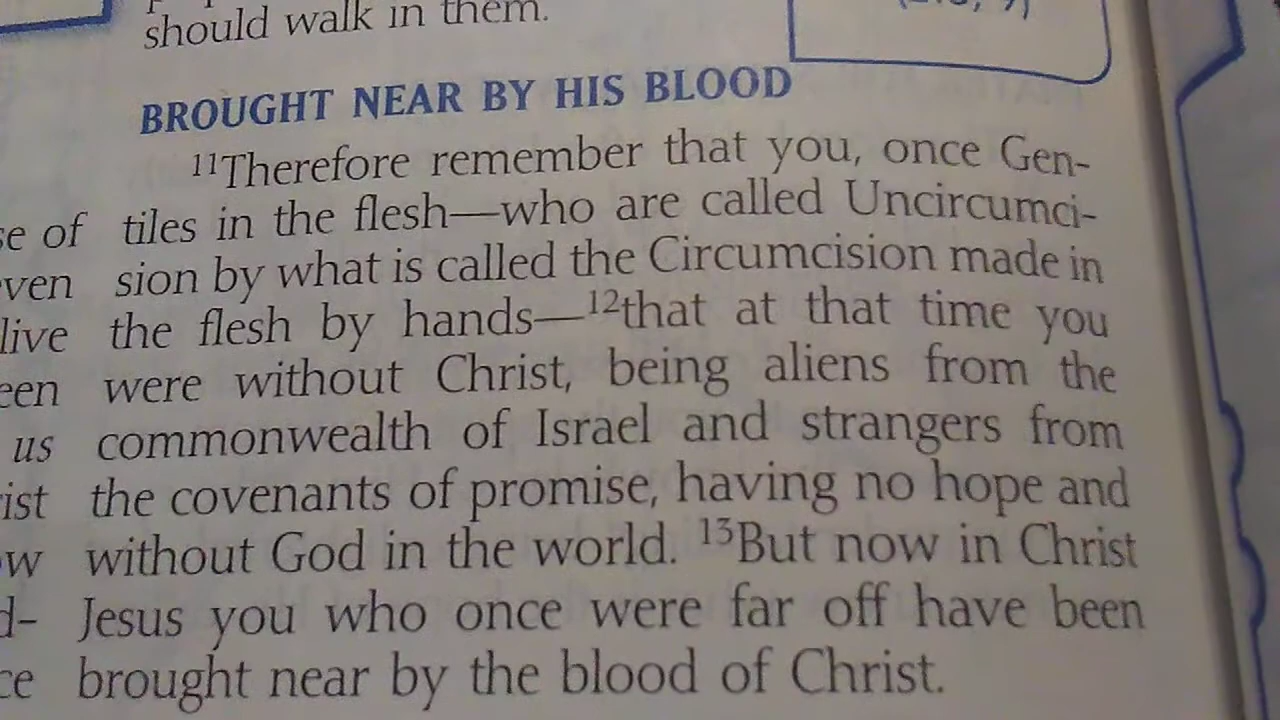 should walk in them.
BROUGHT NEAR BY HIS BLOOD
11Therefore remember that you, once Gen-
tiles in the flesh—who are called Uncircumci-
sion by what is called the Circumcision made in
the flesh by hands—12that at that time you
were without Christ, being aliens from the
commonwealth of Israel and strangers from
the covenants of promise, having no hope and
without God in the world. 13But now in Christ
Jesus you who once were far off have been
brought near by the blood of Christ.
of
live
us